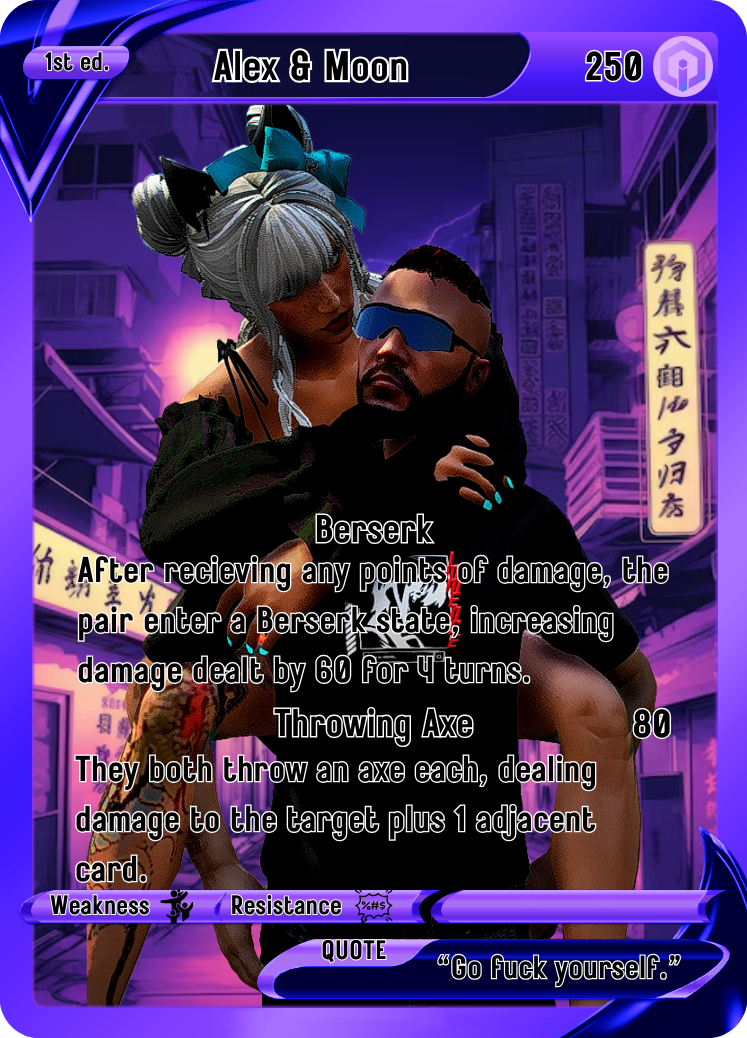 1st ed.
Alex & Moon
250
Berserk
After recieving any points of damage, the
pair enter a Berserk state, increasing
damage dealt by 60 for 4 turns.
Throwing Axe
80
They both throw an axe each, dealing
damage to the target plus 1 adjacent
card.
Weakness
Resistance
%#$
QUOTE
“Go fuck yourself.”